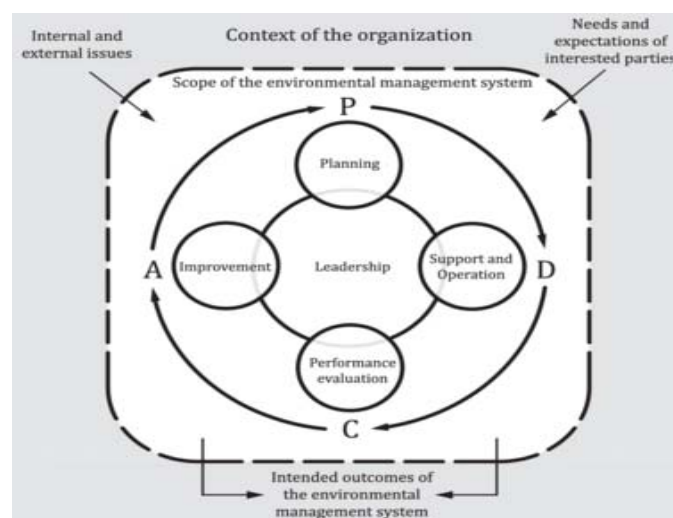 Internal and
external issues
Context of the organization
Needs and
expectations of
interested parties
Scope of the environmental management system
P
Planning
A
Improvement
Leadership
Support and
Operation
D
Performance
evaluation
C
Intended outcomes of
the environmental
management system